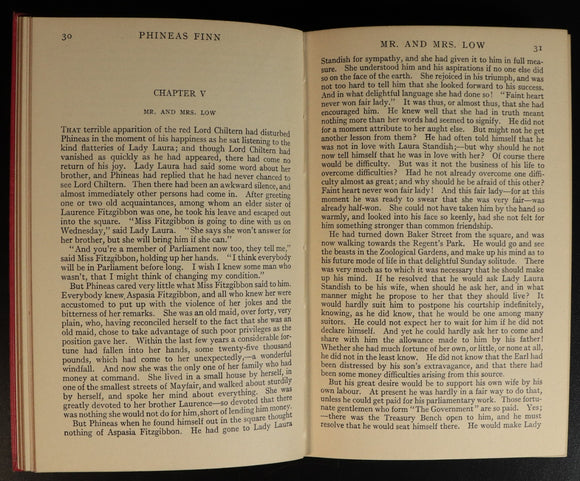 30
PHINEAS FINN
CHAPTER V
MR. AND MRS. LOW
THAT terrible apparition of the red Lord Chiltern had disturbed
Phineas in the moment of his happiness as he sat listening to the
kind flatteries of Lady Laura; and though Lord Chiltern had
vanished as quickly as he had appeared, there had come no
return of his joy. Lady Laura had said some word about her
brother, and Phineas had replied that he had never chanced to
see Lord Chiltern. Then there had been an awkward silence, and
almost immediately other persons had come in. After greeting
one or two old acquaintances, among whom an elder sister of
Laurence Fitzgibbon was one, he took his leave and escaped out
into the square. "Miss Fitzgibbon is going to dine with us on
Wednesday," said Lady Laura. "She says she won't answer for
her brother, but she will bring him if she can."
"And you're a member of Parliament now too, they tell me,"
said Miss Fitzgibbon, holding up her hands. "I think everybody
will be in Parliament before long. I wish I knew some man who
wasn't, that I might think of changing my condition."
But Phineas cared very little what Miss Fitzgibbon said to him.
Everybody knew Aspasia Fitzgibbon, and all who knew her were
accustomed to put up with the violence of her jokes and the
bitterness of her remarks. She was an old maid, over forty, very
plain, who, having reconciled herself to the fact that she was an
old maid, chose to take advantage of such poor privileges as the
position gave her. Within the last few years a considerable for-
tune had fallen into her hands, some twenty-five thousand
pounds, which had come to her unexpectedly,—a wonderful
windfall. And now she was the only one of her family who had
money at command. She lived in a small house by herself, in
one of the smallest streets of Mayfair, and walked about sturdily
by herself, and spoke her mind about everything. She was
greatly devoted to her brother Laurence—so devoted that there
was nothing she would not do for him, short of lending him money.
But Phineas when he found himself out in the square thought
nothing of Aspasia Fitzgibbon. He had gone to Lady Laura
MR. AND MRS. LOW
31
Standish for sympathy, and she had given it to him in full mea-
sure. She understood him and his aspirations if no one else did
so on the face of the earth. She rejoiced in his triumph, and was
not too hard to tell him that she looked forward to his success.
And in what delightful language she had done so! "Faint heart
never won fair lady." It was thus, or almost thus, that she had
encouraged him. He knew well that she had in truth meant
nothing more than her words had seemed to signify. He did not
for a moment attribute to her aught else. But might not he get
another lesson from them? He had often told himself that he
was not in love with Laura Standish;—but why should he not
now tell himself that he was in love with her? Of course there
would be difficulty. But was it not the business of his life to
overcome difficulties? Had he not already overcome one diffi-
culty almost as great; and why should he be afraid of this other?
Faint heart never won fair lady! And this fair lady,—for at this
moment he was ready to swear that she was very fair—was
already half-won. She could not have taken him by the hand so
warmly, and looked into his face so keenly, had she not felt for
him something stronger than common friendship.
He had turned down Baker Street from the square, and was
now walking towards the Regent's Park. He would go and see
the beasts in the Zoological Gardens, and make up his mind as to
his future mode of life in that delightful Sunday solitude. There
was very much as to which it was necessary that he should make
up his mind. If he resolved that he would ask Lady Laura
Standish to be his wife, when should he ask her, and in what
manner might he propose to her that they should live? It
would hardly suit him to postpone his courtship indefinitely,
knowing, as he did know, that he would be one among many
suitors. He could not expect her to wait for him if he did not
declare himself. And yet he could hardly ask her to come and
share with him the allowance made to him by his father!
Whether she had much fortune of her own, or little, or none at all,
he did not in the least know. He did know that the Earl had
been distressed by his son's extravagance, and that there had
been some money difficulties arising from this source.
But his great desire would be to support his own wife by his
own labour. At present he was hardly in a fair way to do that,
unless he could get paid for his parliamentary work. Those fortu-
nate gentlemen who form "The Government" are so paid. Yes;
—there was the Treasury Bench open to him, and he must
resolve that he would seat himself there. He would make Lady